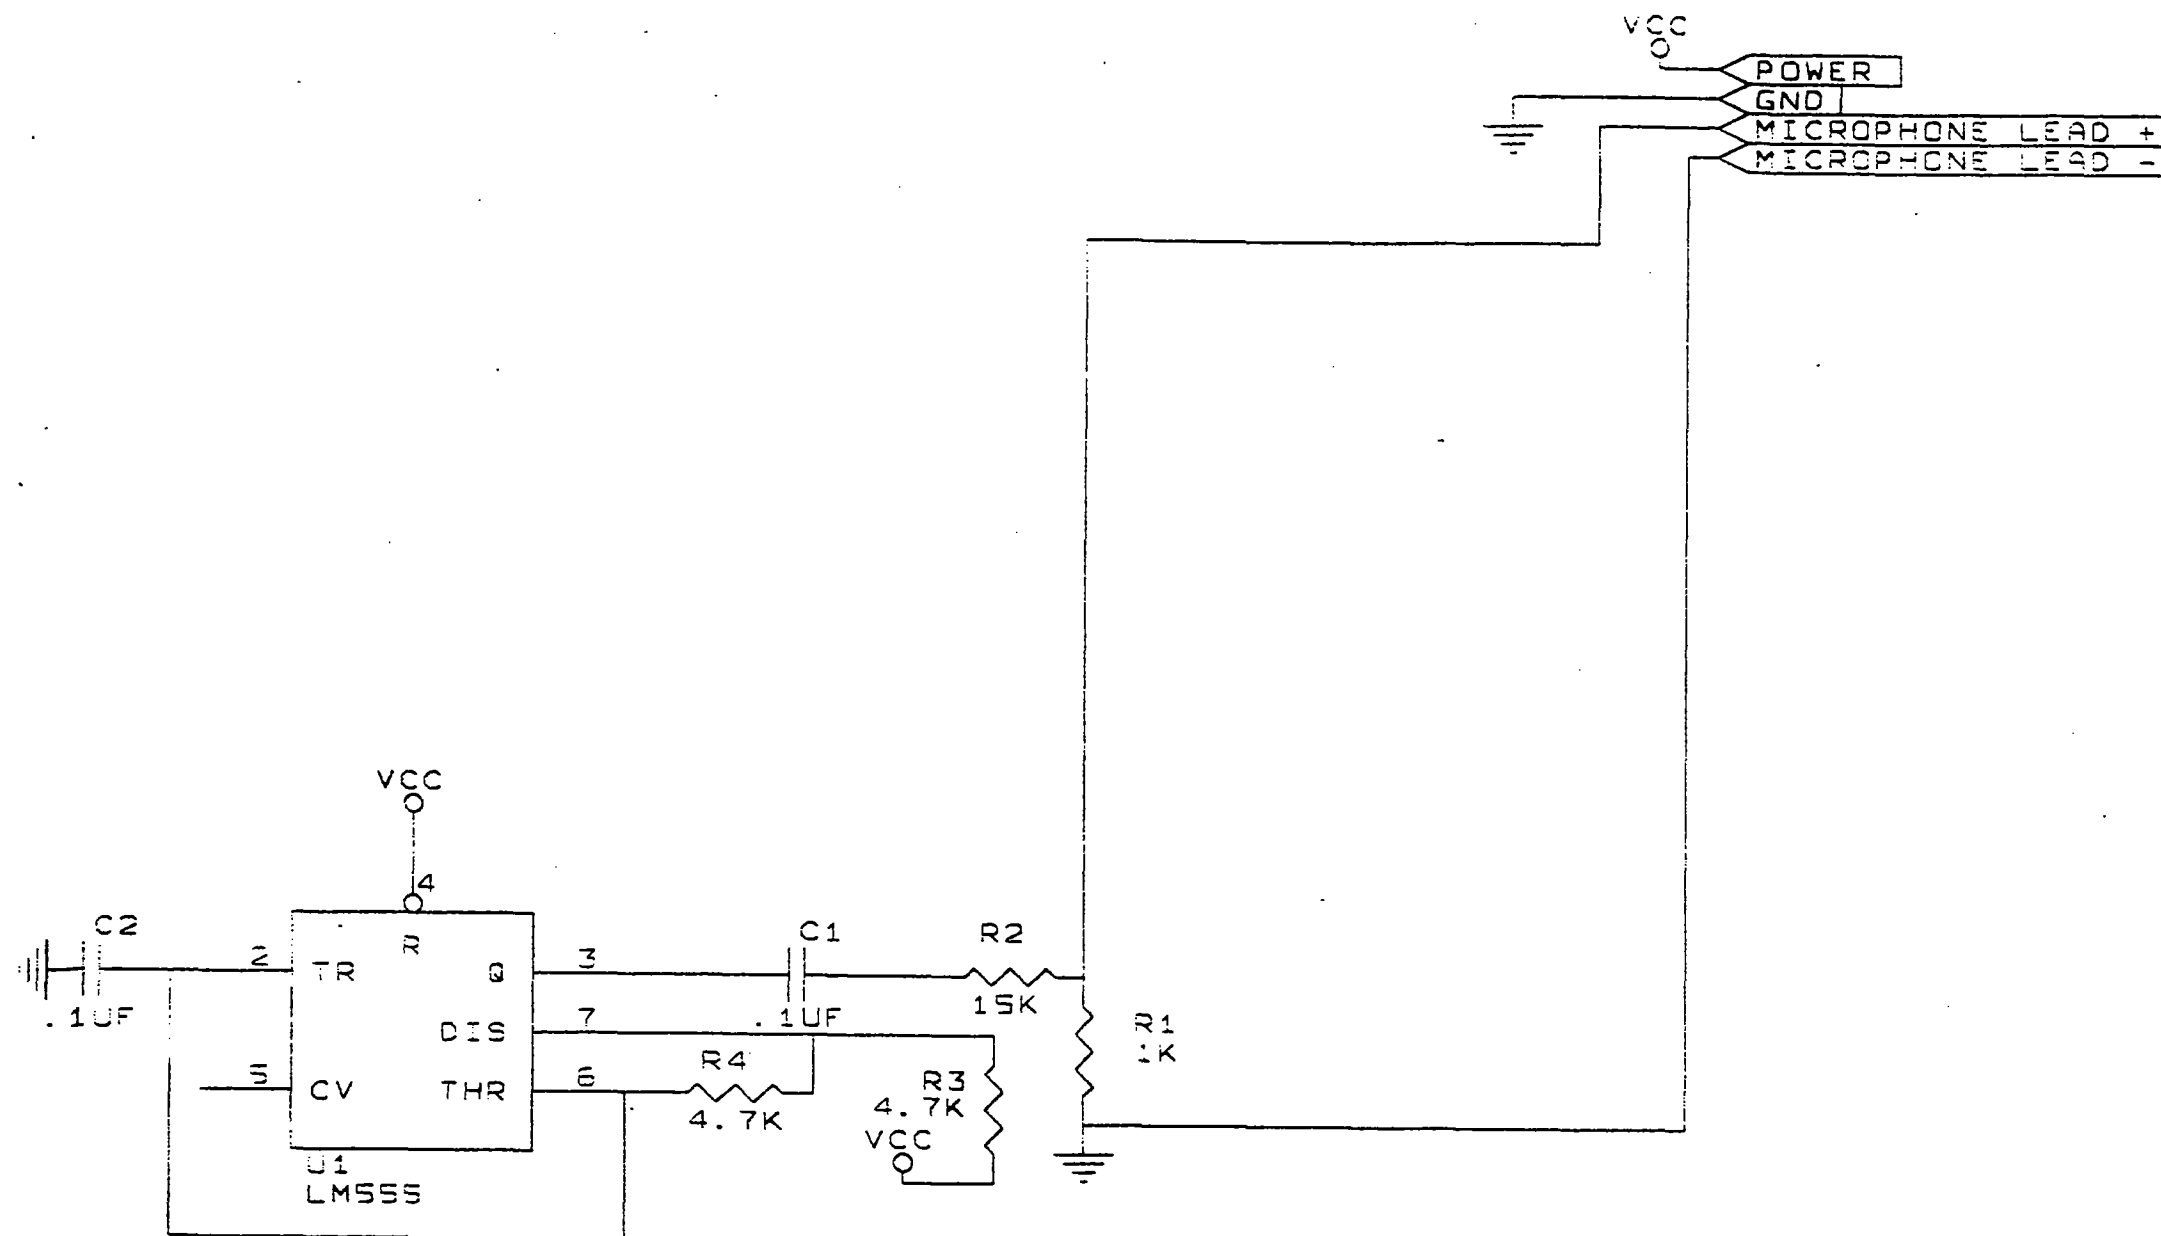 VCC
POWER
GND
MICROPHONE LEAD +
MICROPHONE LEAD -
VCC
4
C2
R
C1
R2
2
TR
Q
3
.1UF
.1UF
15K
DIS
7
R1
1K
R4
R3
5
CV
THR
6
4.7K
4.7K
VCC
U1
LM555